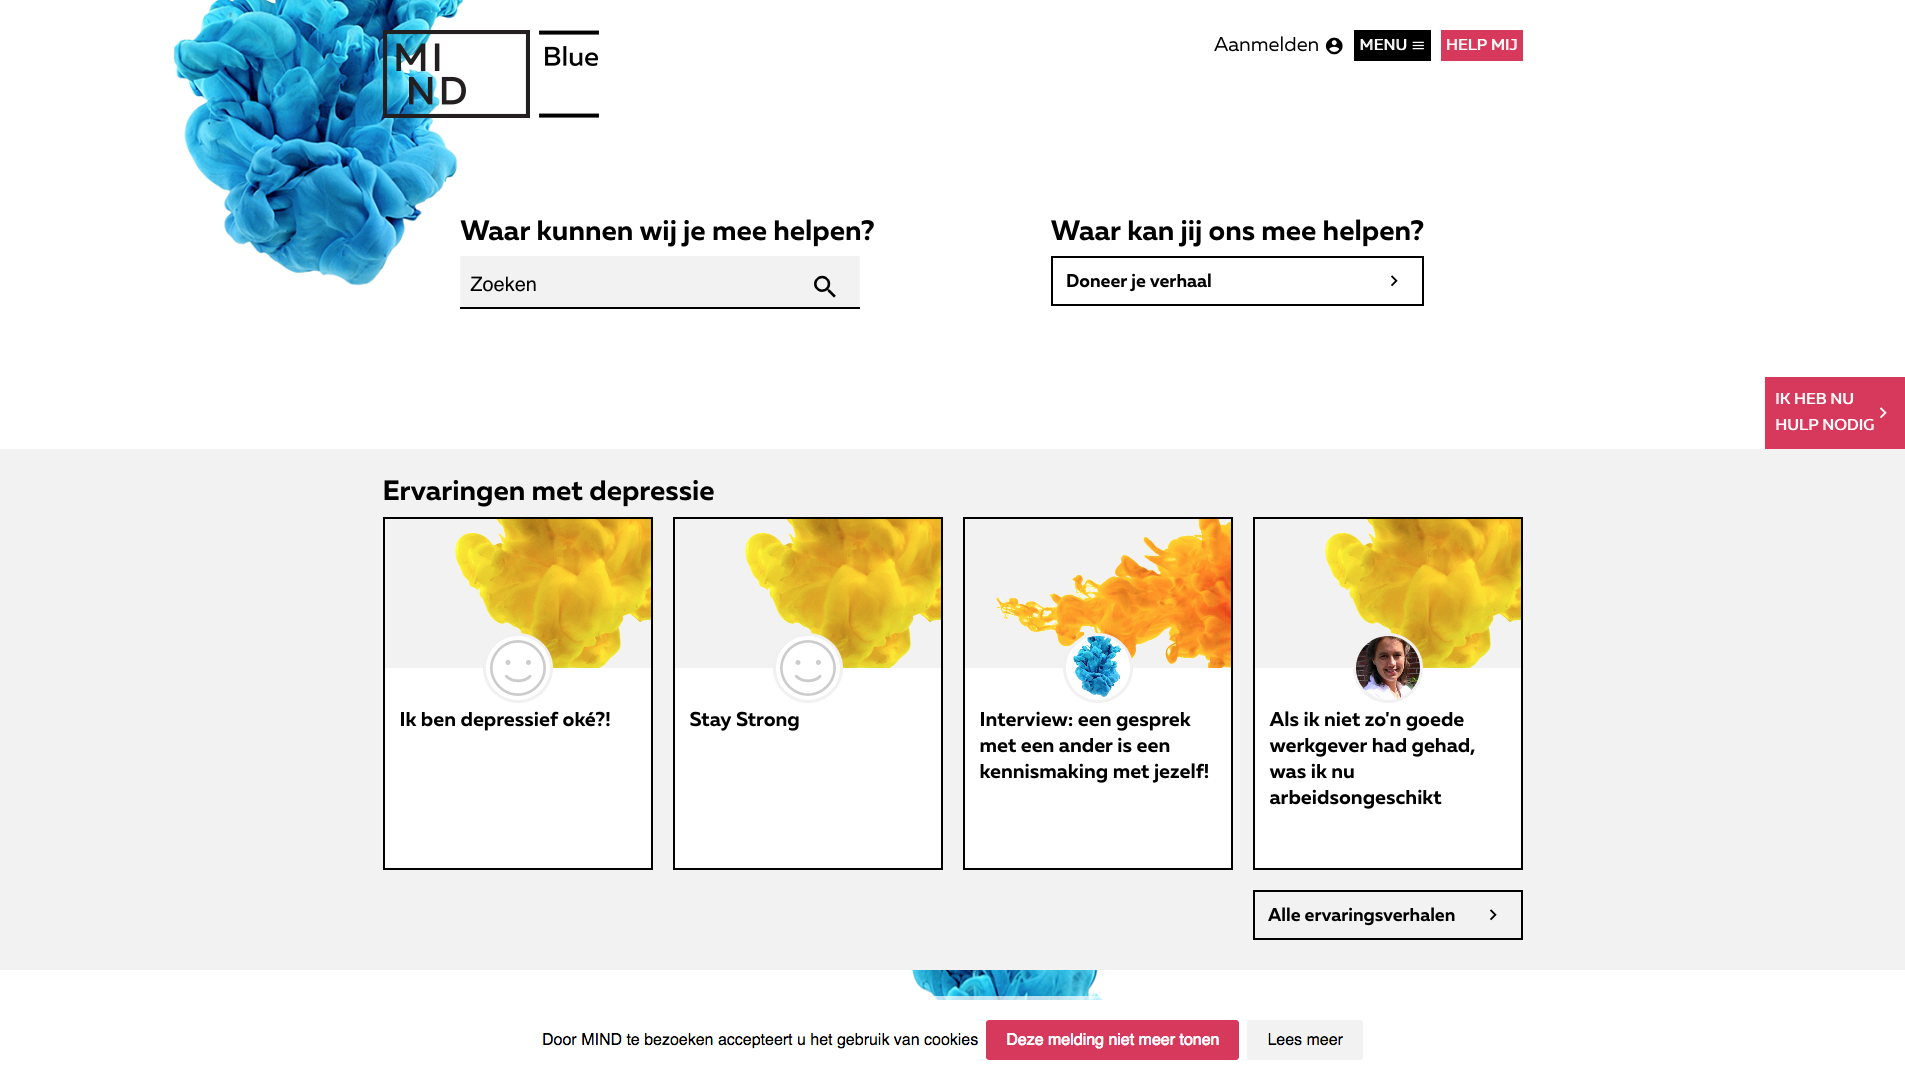 MI
ND
Blue
Aanmelden
MENU
HELP MIJ
Waar kunnen wij je mee helpen?
Zoeken
Waar kan jij ons mee helpen?
Doneer je verhaal
IK HEB NU
HULP NODIG
Ervaringen met depressie
Ik ben depressief oké?!
Stay Strong
Interview: een gesprek
met een ander is een
kennismaking met jezelf!
Als ik niet zo'n goede
werkgever had gehad,
was ik nu
arbeidsongeschikt
Alle ervaringsverhalen
Door MIND te bezoeken accepteert u het gebruik van cookies
Deze melding niet meer tonen
Lees meer